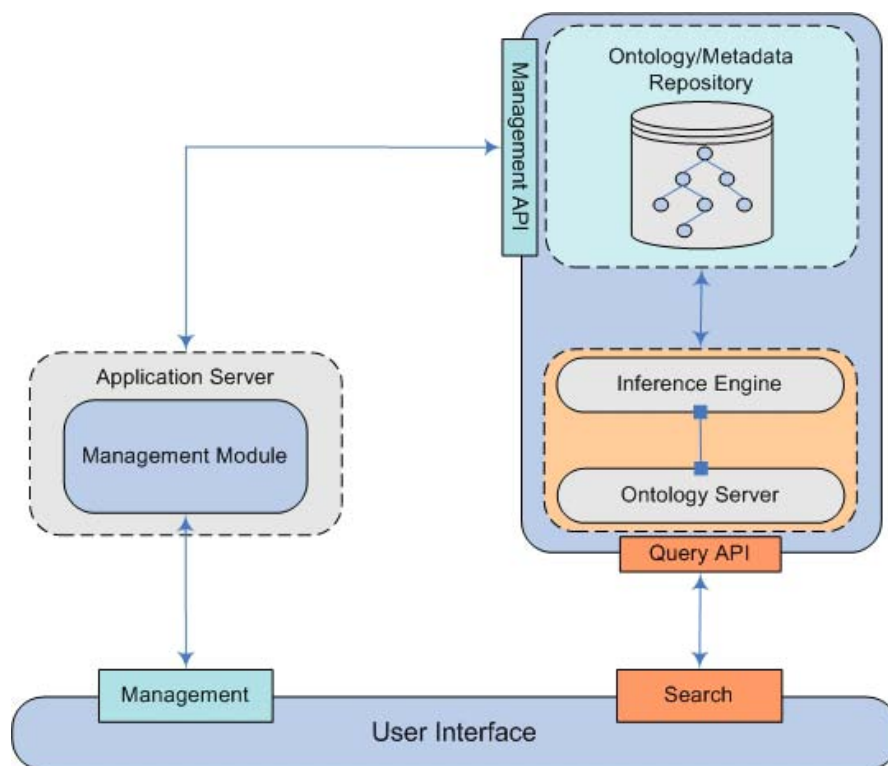 Ontology/Metadata
Repository
Management API
Application Server
Management Module
Inference Engine
Ontology Server
Query API
Management
Search
User Interface